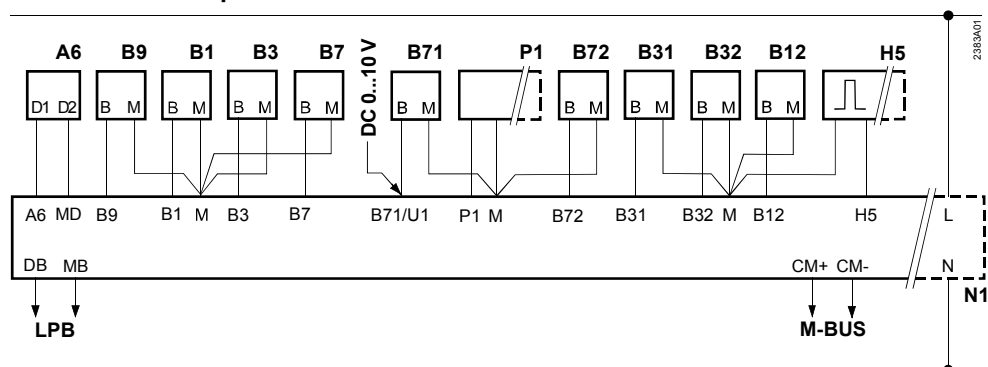 A6 B9 B1 B3 B7 B71 P1 B72 B31 B32 B12 H5
2383A01
DC 0...10 V
D1 D2 B M B M B M B M B M B M B M B M B M
A6 MD B9 B1 M B3 B7 B71/U1 P1 M B72 B31 B32 M B12 H5 L
DB MB CM+ CM- N
N1
LPB M-BUS